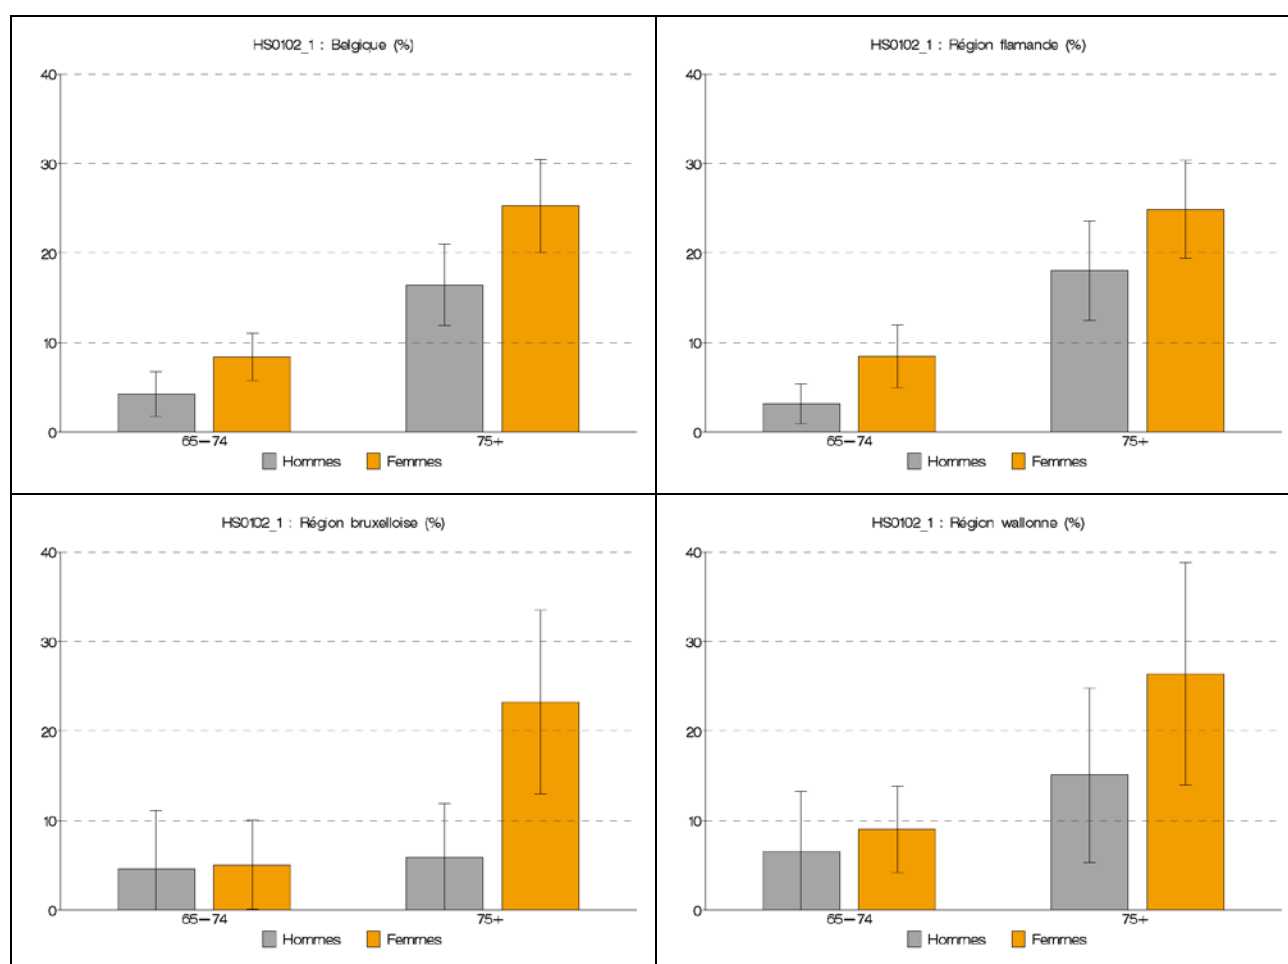 HS0102_1 : Belgique (%)
40
30
20
10
0
65-74
75+
Hommes
Femmes
HS0102_1 : Région flamande (%)
40
30
20
10
0
65-74
75+
Hommes
Femmes
HS0102_1 : Région bruxelloise (%)
40
30
20
10
0
65-74
75+
Hommes
Femmes
HS0102_1 : Région wallonne (%)
40
30
20
10
0
65-74
75+
Hommes
Femmes